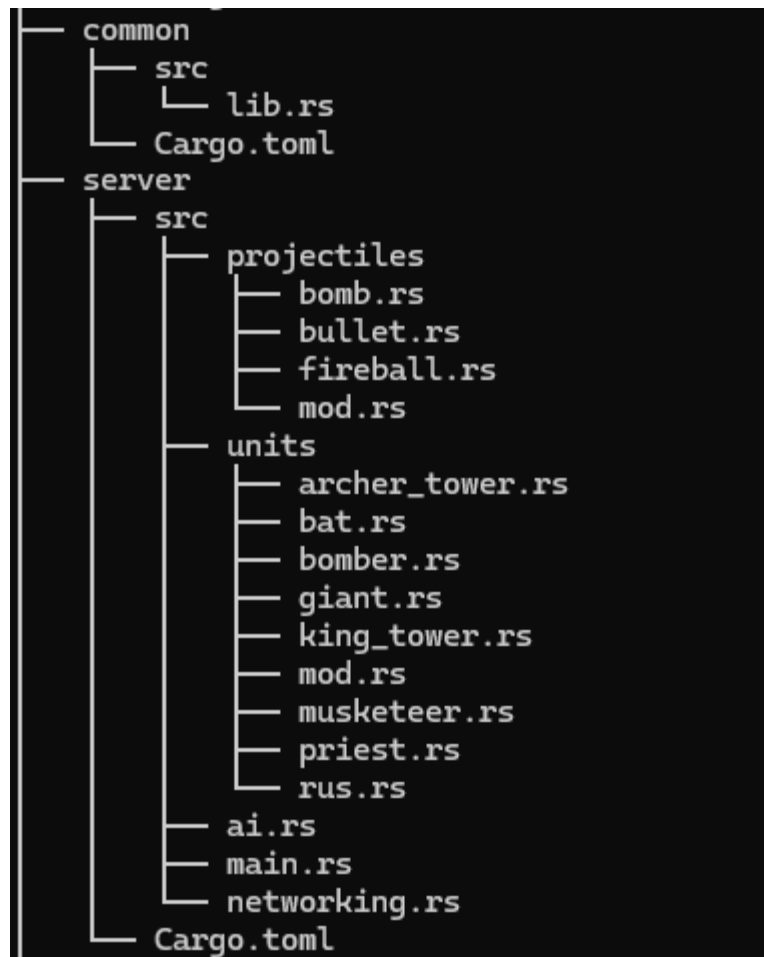 common
src
lib.rs
Cargo.toml
server
src
projectiles
bomb.rs
bullet.rs
fireball.rs
mod.rs
units
archer_tower.rs
bat.rs
bomber.rs
giant.rs
king_tower.rs
mod.rs
musketeer.rs
priest.rs
rus.rs
ai.rs
main.rs
networking.rs
Cargo.toml